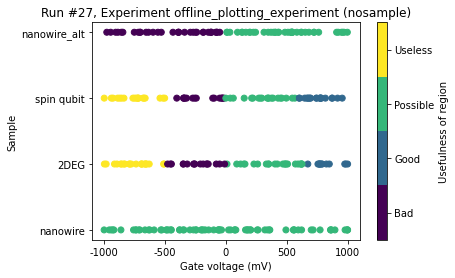 Run #27, Experiment offline_plotting_experiment (nosample)
nanowire_alt
spin qubit
2DEG
nanowire
Sample
-1000
-500
0
500
1000
Gate voltage (mV)
Useless
Possible
Good
Bad
Usefulness of region